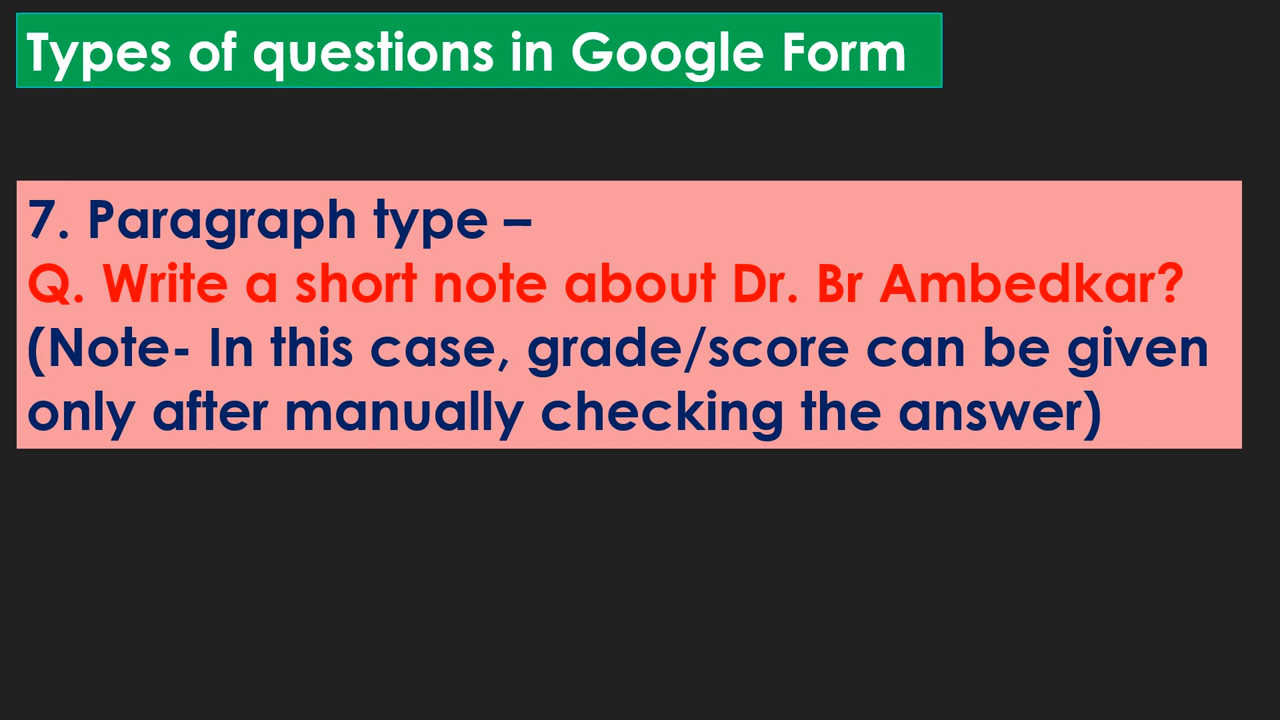 Types of questions in Google Form
7. Paragraph type –
Q. Write a short note about Dr. Br Ambedkar?
(Note- In this case, grade/score can be given
only after manually checking the answer)